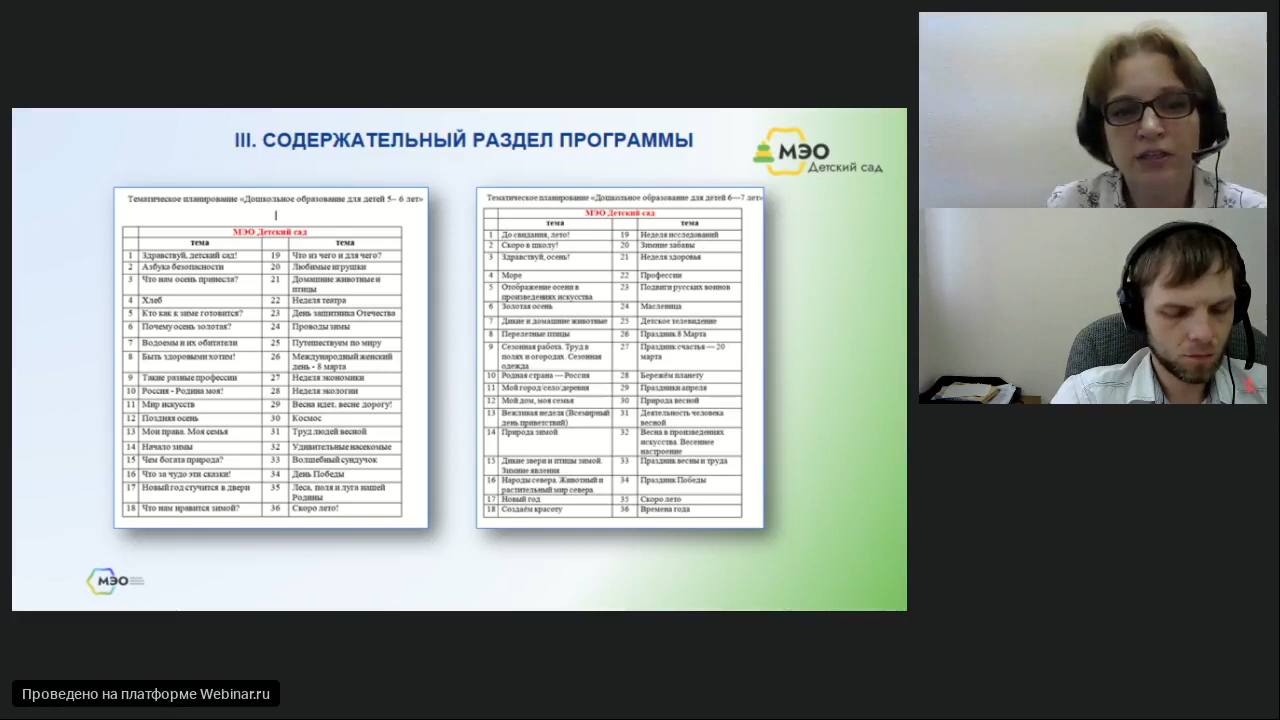 III. СОДЕРЖАТЕЛЬНЫЙ РАЗДЕЛ ПРОГРАММЫ
МЭО
Детский сад
Тематическое планирование «Дошкольное образование для детей 5– 6 лет»
МЭО Детский сад
тема тема
1 Здравствуй, детский сад! 19 Что из чего и для чего?
2 Азбука безопасности 20 Любимые игрушки
3 Что нам осень принесла? 21 Домашние животные и
птицы
4 Хлеб 22 Неделя театра
5 Кто как к зиме готовится? 23 День защитника Отечества
6 Почему осень золотая? 24 Проводы зимы
7 Водоемы и их обитатели 25 Путешествуем по миру
8 Быть здоровыми хотим! 26 Международный женский
день - 8 марта
9 Такие разные профессии 27 Неделя экономики
10 Россия - Родина моя! 28 Неделя экологии
11 Мир искусств 29 Весна идет, весне дорогу!
12 Поздняя осень 30 Космос
13 Мои права. Моя семья 31 Труд людей весной
14 Начало зимы 32 Удивительные насекомые
15 Чем богата природа? 33 Волшебный сундучок
16 Что за чудо эти сказки! 34 День Победы
17 Новый год стучится в двери 35 Леса, поля и луга нашей
Родины
18 Что нам нравится зимой? 36 Скоро лето!
Тематическое планирование «Дошкольное образование для детей 6—7 лет»
МЭО Детский сад
тема тема
1 До свидания, лето! 19 Неделя исследований
2 Скоро в школу! 20 Зимние забавы
3 Здравствуй, осень! 21 Неделя здоровья
4 Море 22 Профессии
5 Отображение осени в 23 Подвиги русских воинов
произведениях искусства
6 Золотая осень 24 Масленица
7 Дикие и домашние животные 25 Детское телевидение
8 Перелетные птицы 26 Праздник 8 Марта
9 Сезонная работа. Труд в 27 Праздник счастья — 20
полях и огородах. Сезонная марта
одежда
10 Родная страна — Россия 28 Бережём планету
11 Мой город/село/деревня 29 Праздники апреля
12 Мой дом, моя семья 30 Природа весной
13 Вежливая неделя (Всемирный 31 Деятельность человека
день приветствий) весной
14 Природа зимой 32 Весна в произведениях
искусства. Весеннее
настроение
15 Дикие звери и птицы зимой. 33 Праздник весны и труда
Зимние явления
16 Народы севера. Животный и 34 Праздник Победы
растительный мир севера
17 Новый год 35 Скоро лето
18 Создаём красоту 36 Времена года
МЭО
Проведено на платформе Webinar.ru